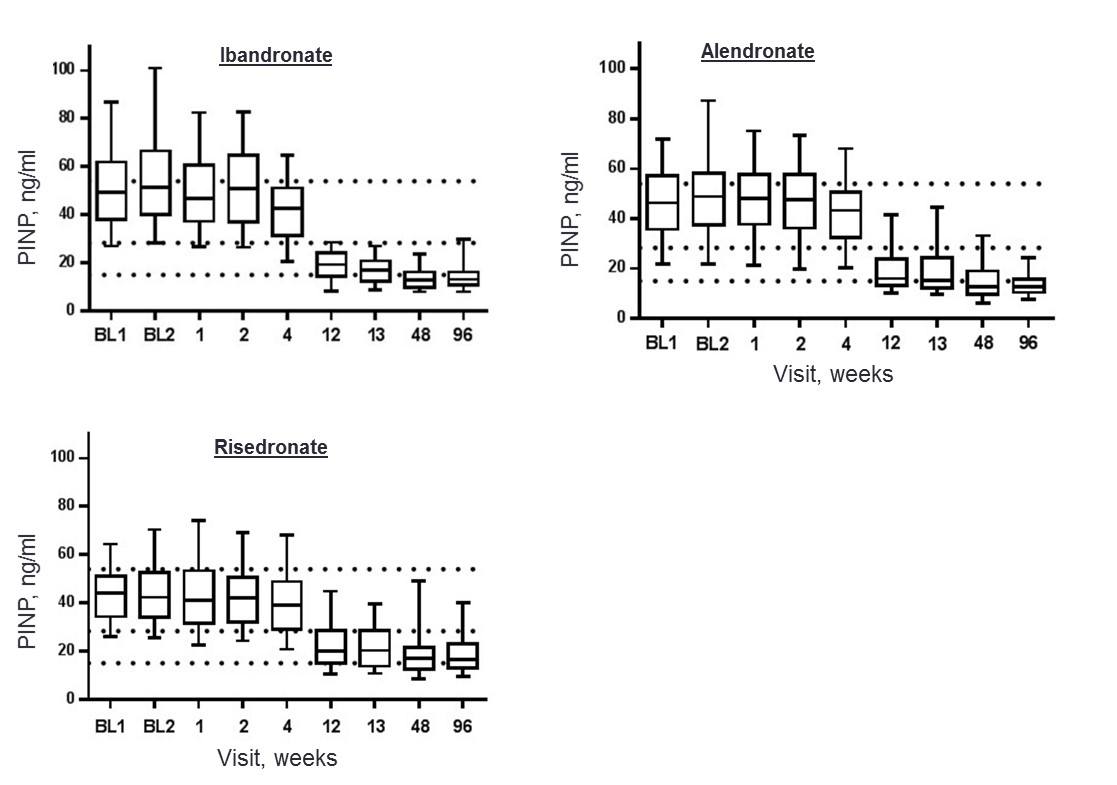 Ibandronate
PINP, ng/ml
100
80
60
40
20
0
BL1 BL2 1 2 4 12 13 48 96
Alendronate
PINP, ng/ml
100
80
60
40
20
0
BL1 BL2 1 2 4 12 13 48 96
Visit, weeks
Risedronate
PINP, ng/ml
100
80
60
40
20
0
BL1 BL2 1 2 4 12 13 48 96
Visit, weeks